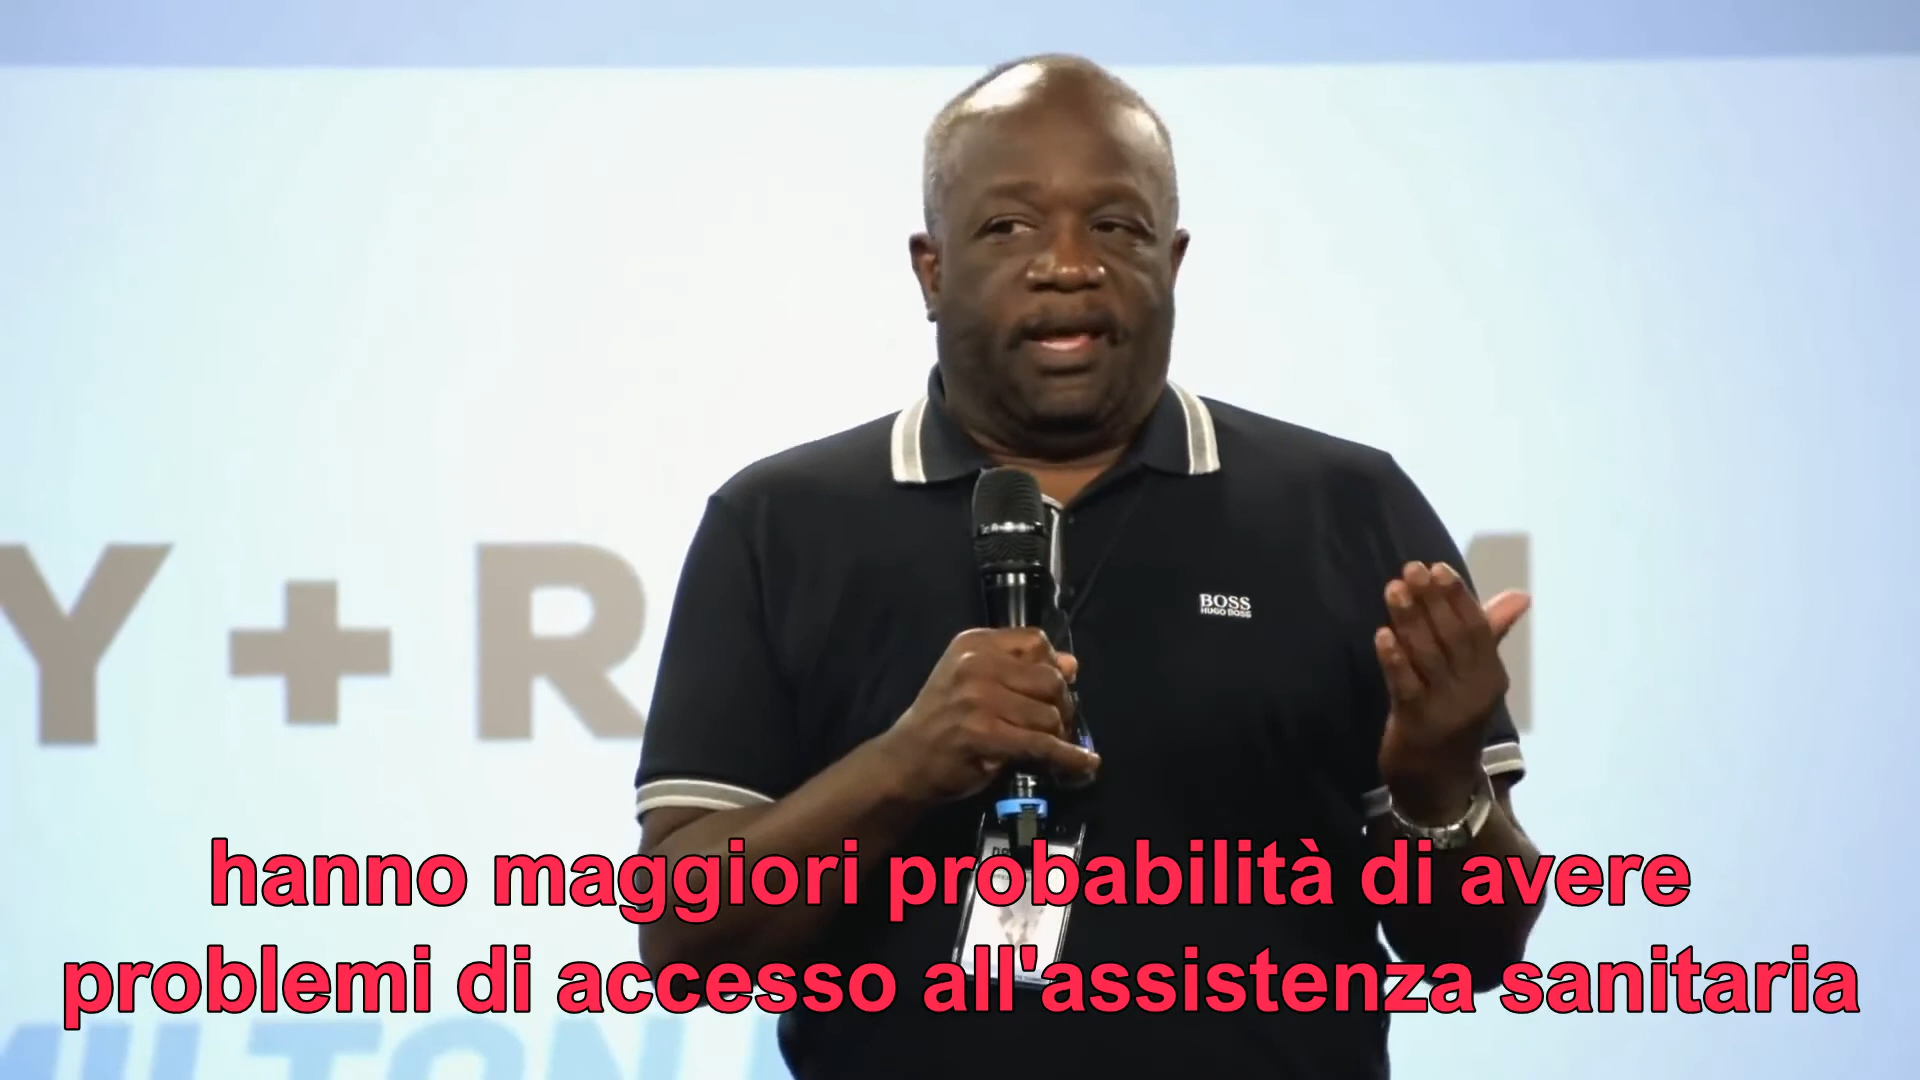 Y + R
BOSS
HUGO BOSS
hanno maggiori probabilità di avere
problemi di accesso all'assistenza sanitaria